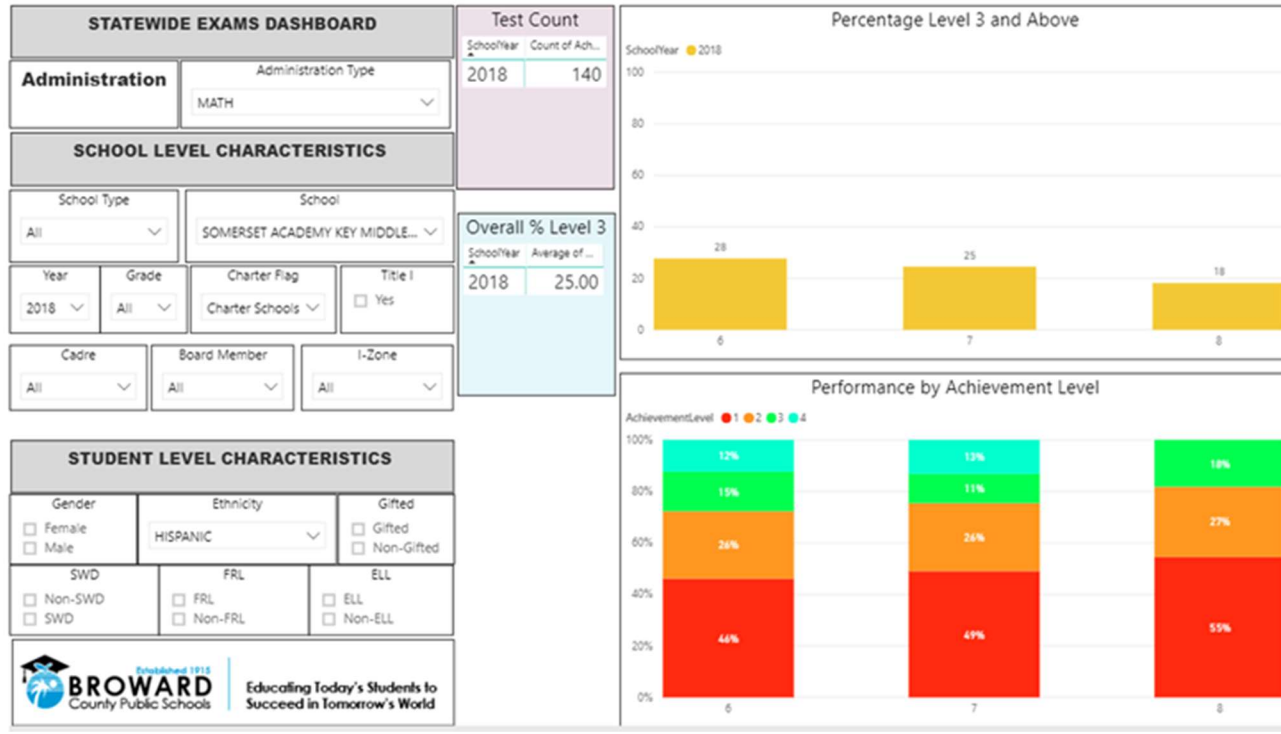 STATEWIDE EXAMS DASHBOARD
Administration
Administration Type
MATH
SCHOOL LEVEL CHARACTERISTICS
School Type
All
School
SOMERSET ACADEMY KEY MIDDLE...
Year
2018
Grade
All
Charter Flag
Charter Schools
Title I
Yes
Cadre
All
Board Member
All
I-Zone
All
STUDENT LEVEL CHARACTERISTICS
Gender
Female
Male
Ethnicity
HISPANIC
Gifted
Gifted
Non-Gifted
SWD
Non-SWD
SWD
FRL
FRL
Non-FRL
ELL
ELL
Non-ELL
Established 1915
BROWARD
County Public Schools
Educating Today's Students to
Succeed in Tomorrow's World
Test Count
SchoolYear Count of Ach...
2018 140
Overall % Level 3
SchoolYear Average of ...
2018 25.00
Percentage Level 3 and Above
SchoolYear 2018
100
80
60
40
20
0
28
25
18
6 7 8
Performance by Achievement Level
AchievementLevel 1 2 3 4
100%
80%
60%
40%
20%
0%
12% 13%
15% 11% 18%
26% 26% 27%
46% 49% 55%
6 7 8